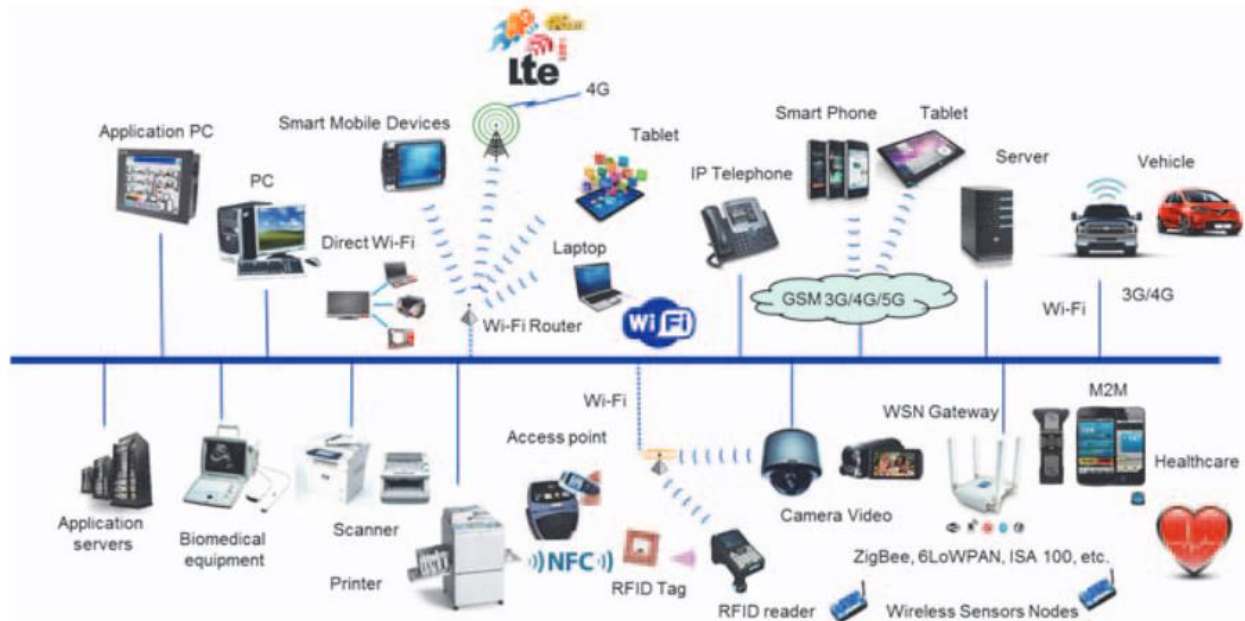 Lte
4G
Smart Mobile Devices
Smart Phone
Tablet
Application PC
Tablet
Server
Vehicle
PC
IP Telephone
Direct Wi-Fi
Laptop
GSM 3G/4G/5G
Wi-Fi
3G/4G
Wi-Fi Router
Wi Fi
Wi-Fi
M2M
WSN Gateway
Access point
Healthcare
Application
servers
Biomedical
equipment
Scanner
Camera Video
Printer
NFC
RFID Tag
ZigBee, 6LoWPAN, ISA 100, etc.
RFID reader
Wireless Sensors Nodes